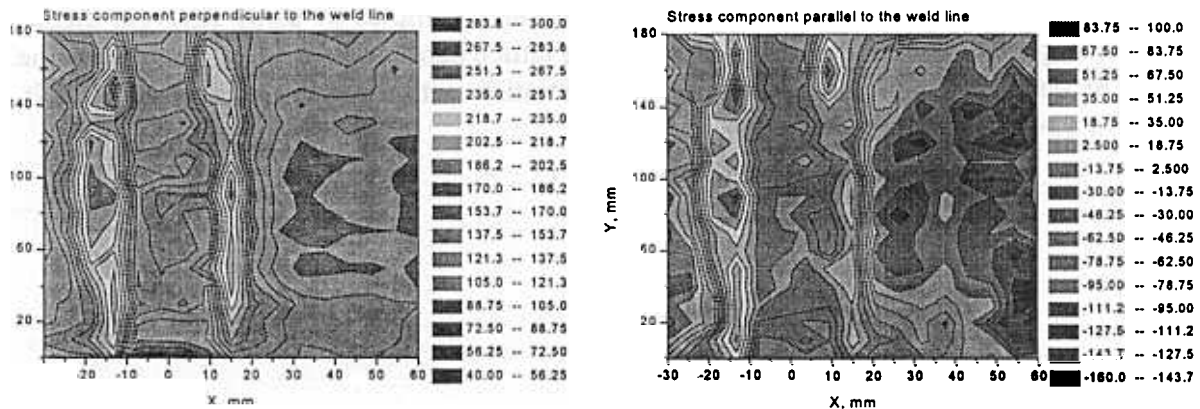 Stress component perpendicular to the weld line
180
140
100
60
20
-20
-10
0
10
20
30
40
50
60
X, mm
283.8 -- 300.0
267.5 -- 283.8
251.3 -- 267.5
235.0 -- 251.3
218.7 -- 235.0
202.5 -- 218.7
186.2 -- 202.5
170.0 -- 186.2
153.7 -- 170.0
137.5 -- 153.7
121.3 -- 137.5
105.0 -- 121.3
88.75 -- 105.0
72.50 -- 88.75
56.25 -- 72.50
40.00 -- 56.25
Stress component parallel to the weld line
Y, mm
180
140
100
60
20
-30
-20
-10
0
10
20
30
40
50
60
X, mm
83.75 -- 100.0
67.50 -- 83.75
51.25 -- 67.50
35.00 -- 51.25
18.75 -- 35.00
2.500 -- 18.75
-13.75 -- 2.500
-30.00 -- -13.75
-46.25 -- -30.00
-62.50 -- -46.25
-78.75 -- -62.50
-95.00 -- -78.75
-111.2 -- -95.00
-127.5 -- -111.2
-143.7 -- -127.5
-160.0 -- -143.7